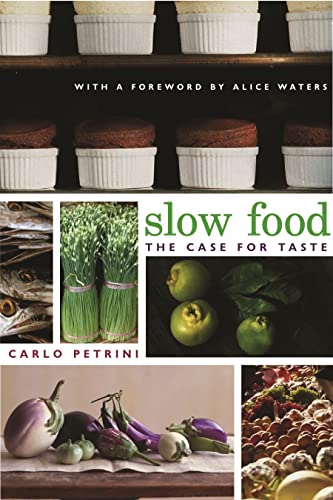 WITH A FOREWORD BY ALICE WATERS
slow food
THE CASE FOR TASTE
CARLO PETRINI